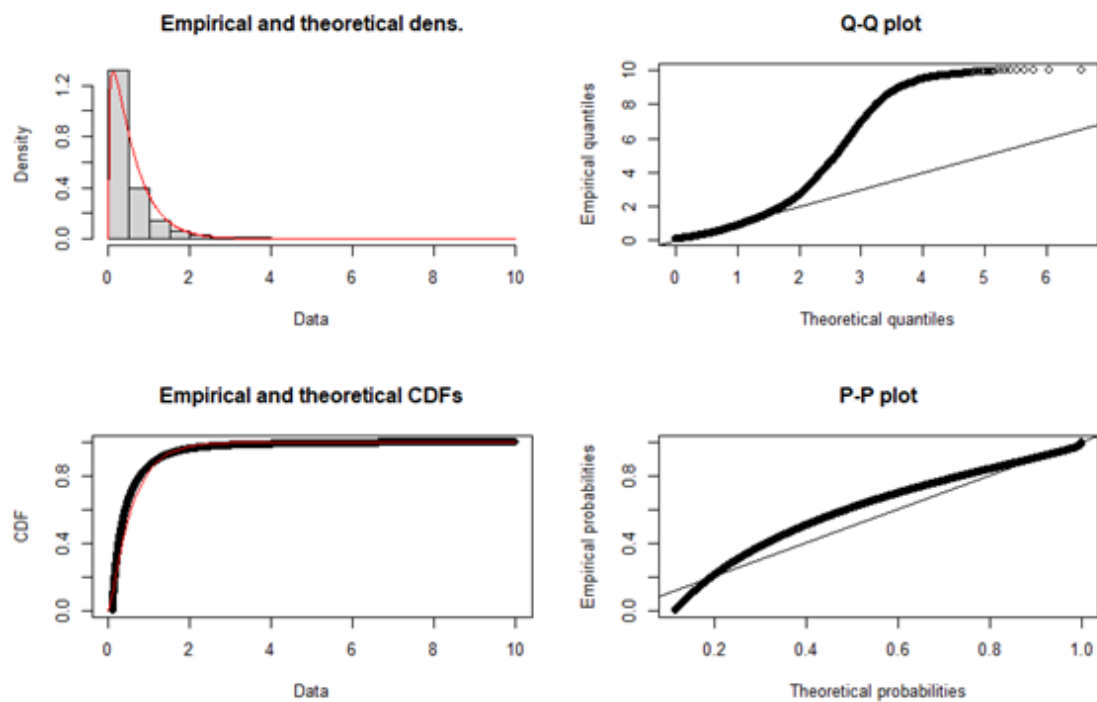 Empirical and theoretical dens.
Density
0.0 0.4 0.8 1.2
0 2 4 6 8 10
Data
Q-Q plot
Empirical quantiles
0 2 4 6 8 10
0 1 2 3 4 5 6
Theoretical quantiles
Empirical and theoretical CDFs
CDF
0.0 0.4 0.8
0 2 4 6 8 10
Data
P-P plot
Empirical probabilities
0.0 0.4 0.8
0.2 0.4 0.6 0.8 1.0
Theoretical probabilities